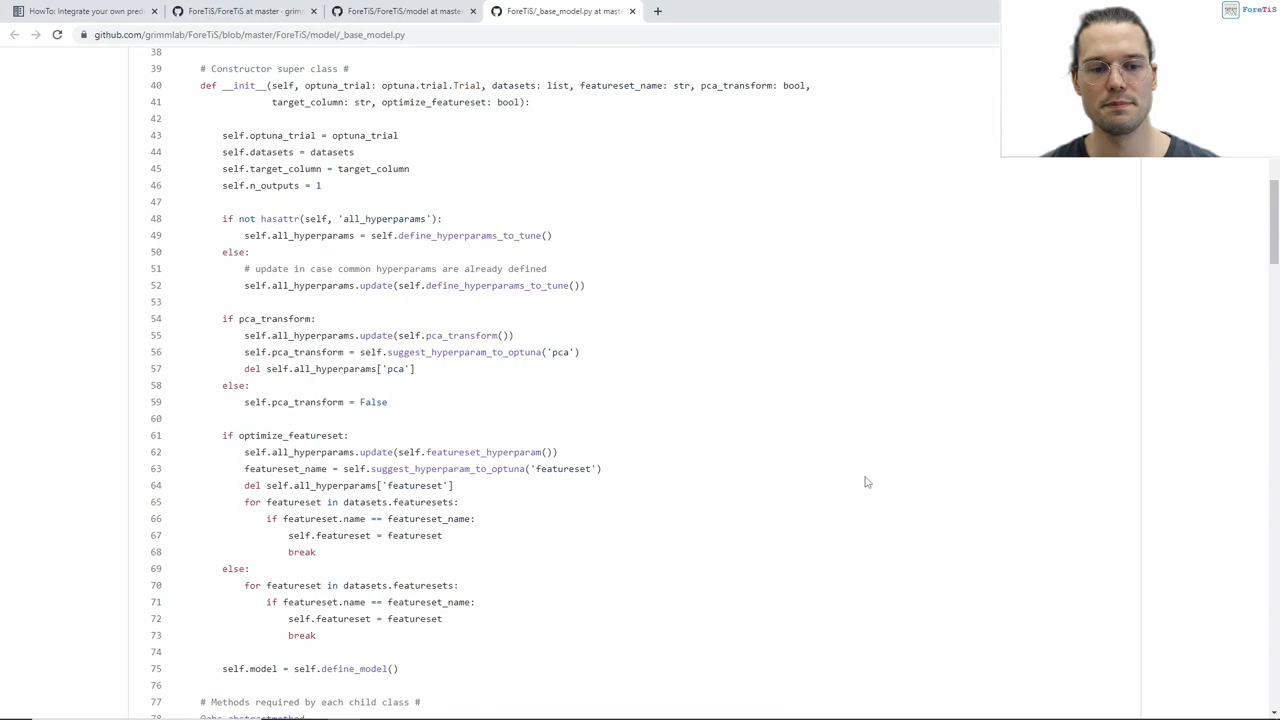 HowTo: Integrate your own pred
ForeTiS/ForeTiS at master · grimm
ForeTiS/ForeTiS/model at master
ForeTiS/_base_model.py at mast
ForeTiS
github.com/grimmlab/ForeTiS/blob/master/ForeTiS/model/_base_model.py
38
39 # Constructor super class #
40 def __init__(self, optuna_trial: optuna.trial.Trial, datasets: list, featureset_name: str, pca_transform: bool,
41 target_column: str, optimize_featureset: bool):
42
43 self.optuna_trial = optuna_trial
44 self.datasets = datasets
45 self.target_column = target_column
46 self.n_outputs = 1
47
48 if not hasattr(self, 'all_hyperparams'):
49 self.all_hyperparams = self.define_hyperparams_to_tune()
50 else:
51 # update in case common hyperparams are already defined
52 self.all_hyperparams.update(self.define_hyperparams_to_tune())
53
54 if pca_transform:
55 self.all_hyperparams.update(self.pca_transform())
56 self.pca_transform = self.suggest_hyperparam_to_optuna('pca')
57 del self.all_hyperparams['pca']
58 else:
59 self.pca_transform = False
60
61 if optimize_featureset:
62 self.all_hyperparams.update(self.featureset_hyperparam())
63 featureset_name = self.suggest_hyperparam_to_optuna('featureset')
64 del self.all_hyperparams['featureset']
65 for featureset in datasets.featuresets:
66 if featureset.name == featureset_name:
67 self.featureset = featureset
68 break
69 else:
70 for featureset in datasets.featuresets:
71 if featureset.name == featureset_name:
72 self.featureset = featureset
73 break
74
75 self.model = self.define_model()
76
77 # Methods required by each child class #
78 @abc.abstractmethod